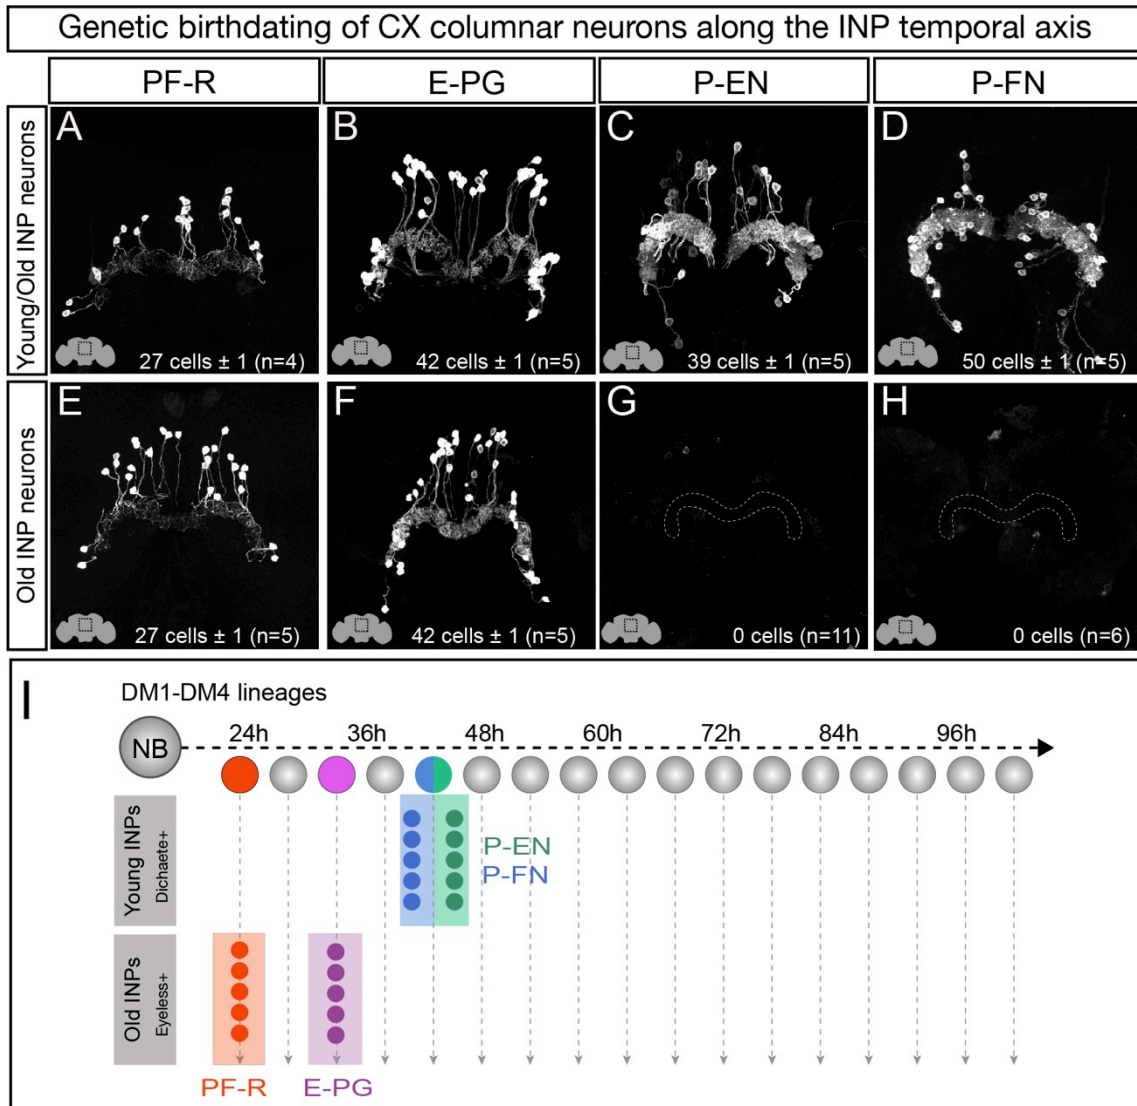 Genetic birthdating of CX columnar neurons along the INP temporal axis
PF-R
E-PG
P-EN
P-FN
Young/Old INP neurons
A
27 cells ± 1 (n=4)
B
42 cells ± 1 (n=5)
C
39 cells ± 1 (n=5)
D
50 cells ± 1 (n=5)
Old INP neurons
E
27 cells ± 1 (n=5)
F
42 cells ± 1 (n=5)
G
0 cells (n=11)
H
0 cells (n=6)
I
DM1-DM4 lineages
NB
24h 36h 48h 60h 72h 84h 96h
Young INPs
Dichaete+
P-EN
P-FN
Old INPs
Eyeless+
PF-R
E-PG